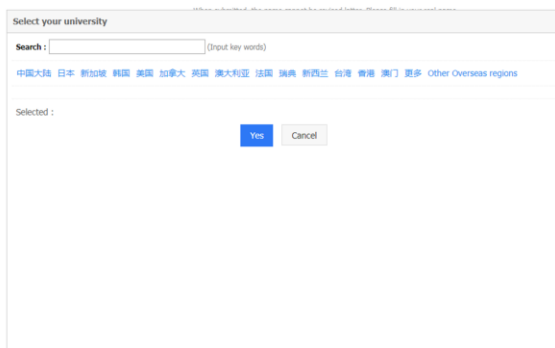 Select your university
Search : (Input key words)
中国大陆 日本 新加坡 韩国 美国 加拿大 英国 澳大利亚 法国 瑞典 新西兰 台湾 香港 澳门 更多 Other Overseas regions
Selected :
Yes Cancel